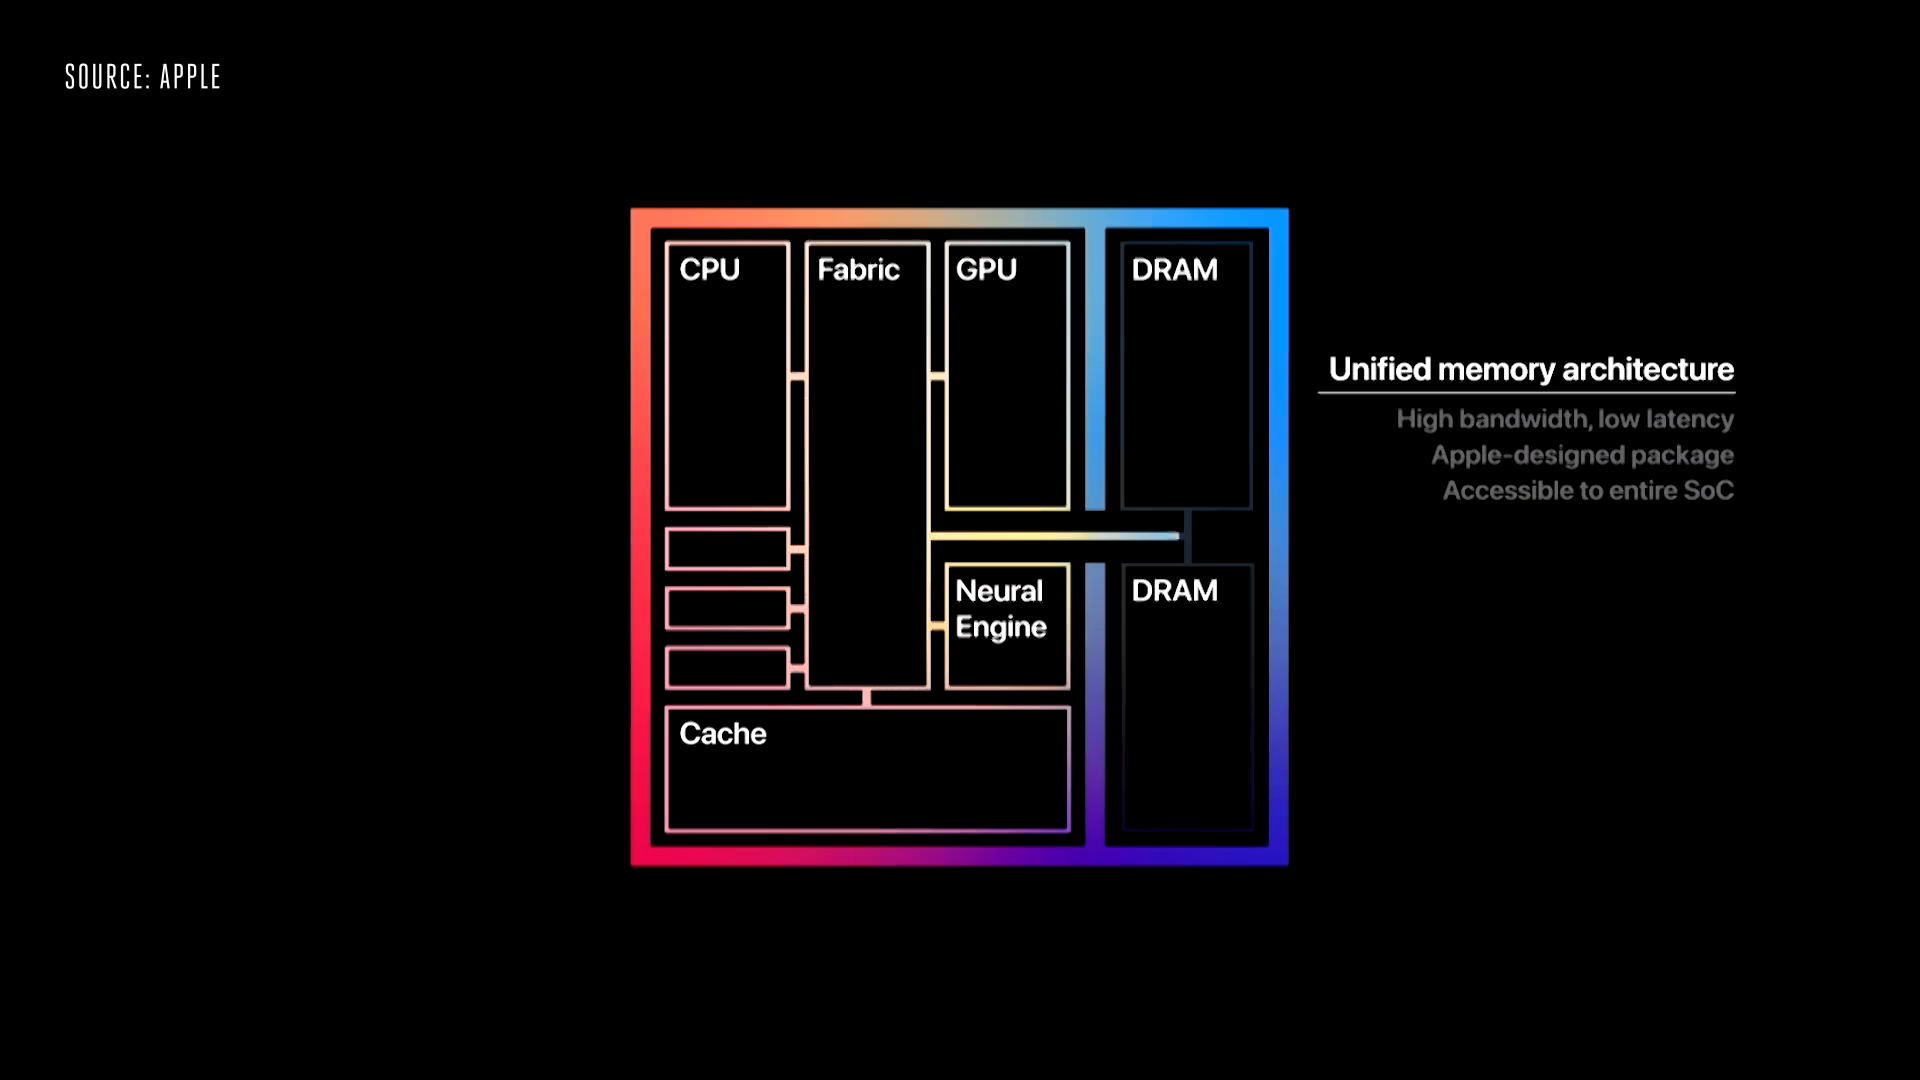 SOURCE: APPLE
CPU
Fabric
GPU
DRAM
Unified memory architecture
High bandwidth, low latency
Apple-designed package
Accessible to entire SoC
Neural
Engine
DRAM
Cache